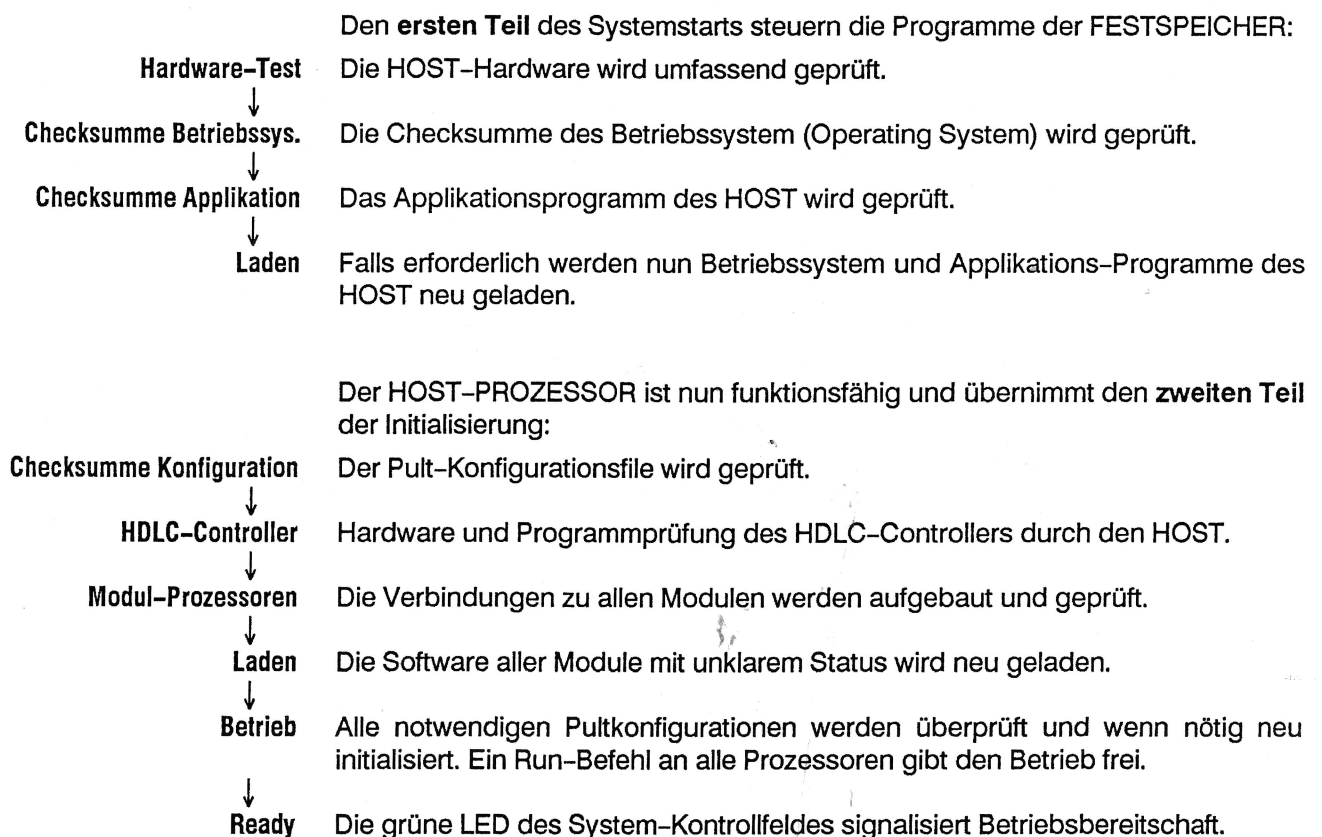 Den ersten Teil des Systemstarts steuern die Programme der FESTSPEICHER:
Hardware–Test Die HOST–Hardware wird umfassend geprüft.
↓
Checksumme Betriebssys. Die Checksumme des Betriebssystem (Operating System) wird geprüft.
↓
Checksumme Applikation Das Applikationsprogramm des HOST wird geprüft.
↓
Laden Falls erforderlich werden nun Betriebssystem und Applikations–Programme des
HOST neu geladen.
Der HOST–PROZESSOR ist nun funktionsfähig und übernimmt den zweiten Teil
der Initialisierung:
Checksumme Konfiguration Der Pult–Konfigurationsfile wird geprüft.
↓
HDLC–Controller Hardware und Programmprüfung des HDLC–Controllers durch den HOST.
↓
Modul–Prozessoren Die Verbindungen zu allen Modulen werden aufgebaut und geprüft.
↓
Laden Die Software aller Module mit unklarem Status wird neu geladen.
↓
Betrieb Alle notwendigen Pultkonfigurationen werden überprüft und wenn nötig neu
initialisiert. Ein Run–Befehl an alle Prozessoren gibt den Betrieb frei.
↓
Ready Die grüne LED des System–Kontrollfeldes signalisiert Betriebsbereitschaft.